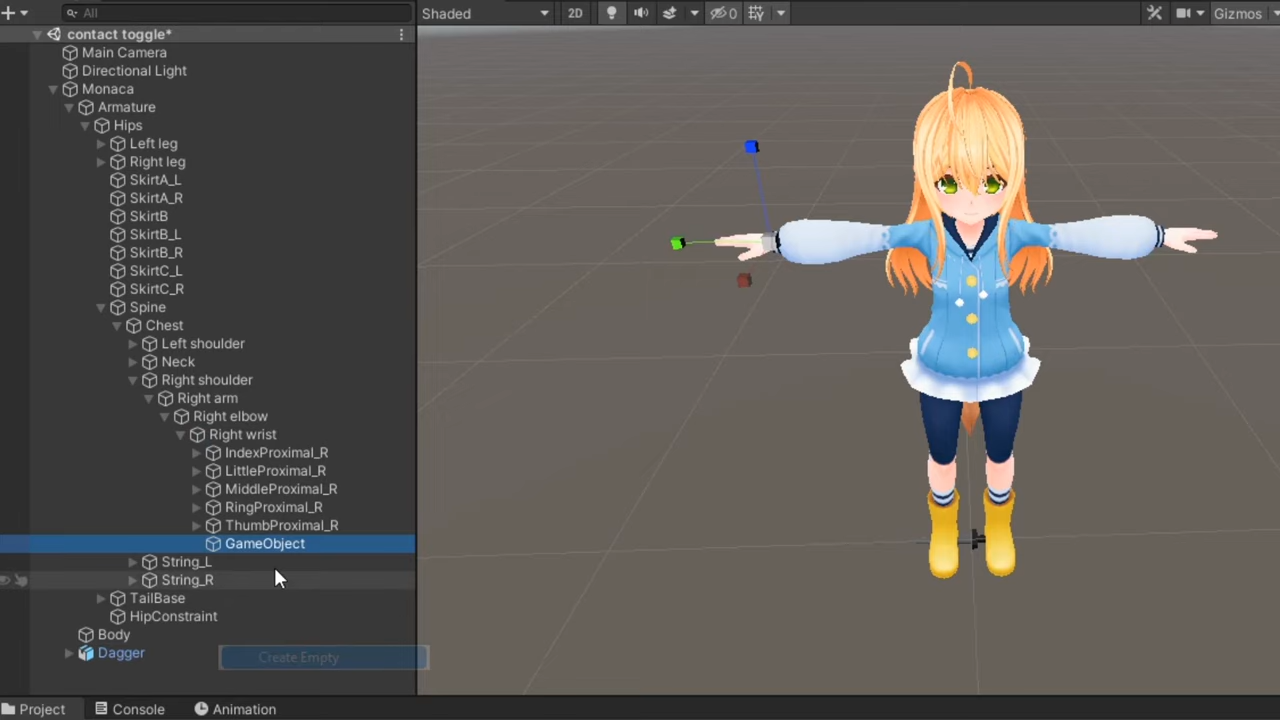 All
Shaded
2D
0
Gizmos
contact toggle*
Main Camera
Directional Light
Monaca
Armature
Hips
Left leg
Right leg
SkirtA_L
SkirtA_R
SkirtB
SkirtB_L
SkirtB_R
SkirtC_L
SkirtC_R
Spine
Chest
Left shoulder
Neck
Right shoulder
Right arm
Right elbow
Right wrist
IndexProximal_R
LittleProximal_R
MiddleProximal_R
RingProximal_R
ThumbProximal_R
GameObject
String_L
String_R
TailBase
HipConstraint
Body
Dagger
Create Empty
Project
Console
Animation